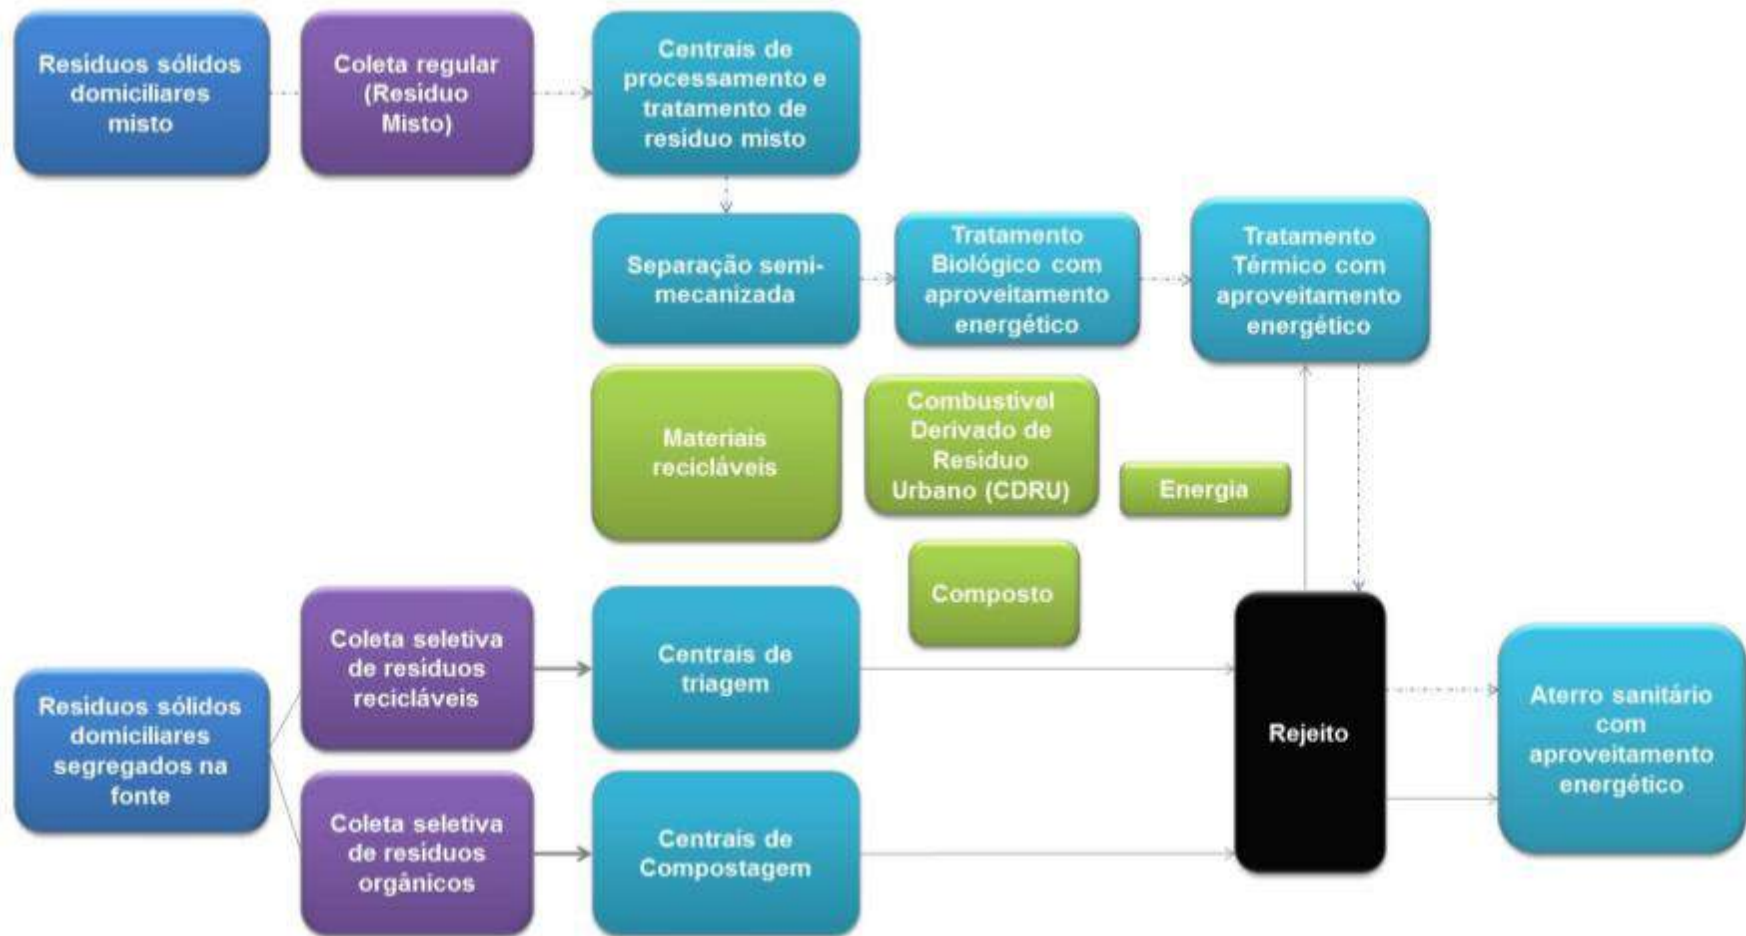 Resíduos sólidos
domiciliares
misto
Coleta regular
(Resíduo
Misto)
Centrais de
processamento e
tratamento de
resíduo misto
Separação semi-
mecanizada
Tratamento
Biológico com
aproveitamento
energético
Tratamento
Térmico com
aproveitamento
energético
Materiais
recicláveis
Combustível
Derivado de
Resíduo
Urbano (CDRU)
Energia
Composto
Resíduos sólidos
domiciliares
segregados na
fonte
Coleta seletiva
de resíduos
recicláveis
Centrais de
triagem
Coleta seletiva
de resíduos
orgânicos
Centrais de
Compostagem
Rejeito
Aterro sanitário
com
aproveitamento
energético